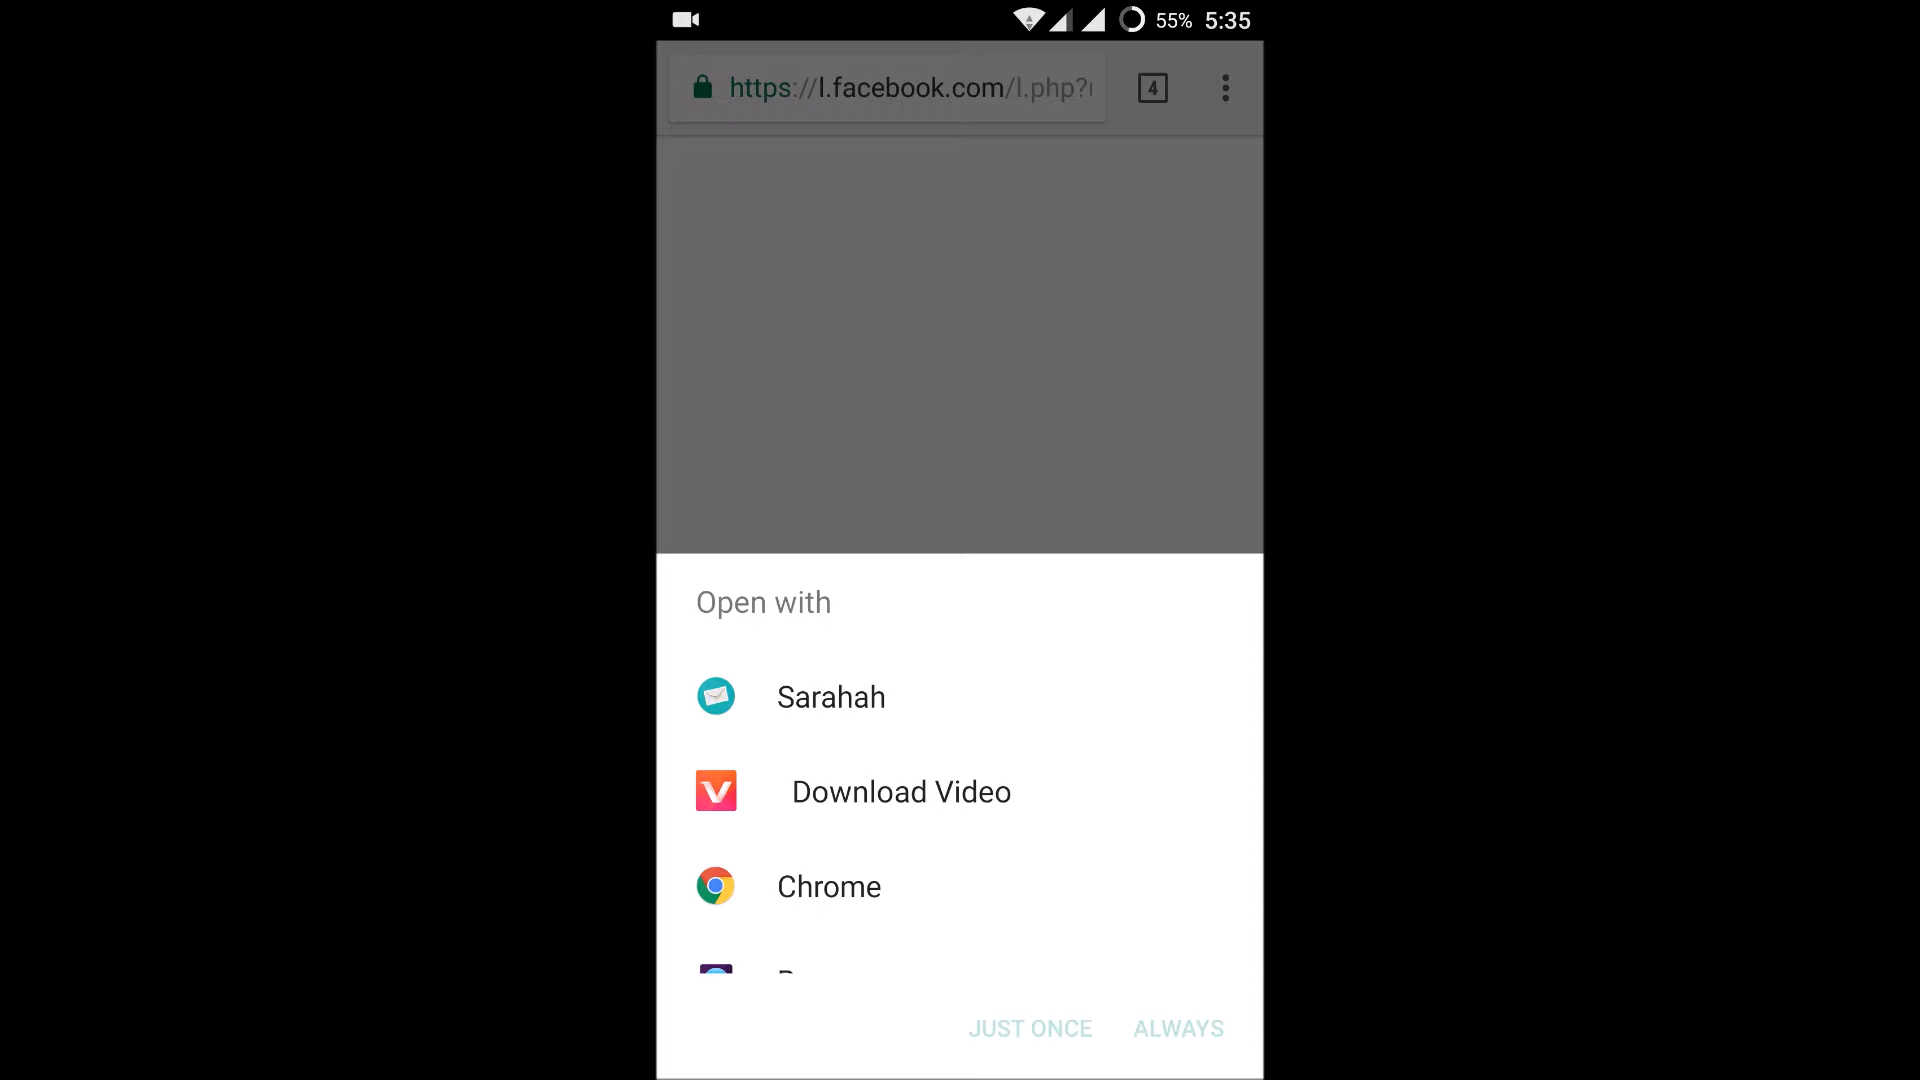 55% 5:35
https://l.facebook.com/l.php?
4
Open with
Sarahah
Download Video
Chrome
JUST ONCE ALWAYS